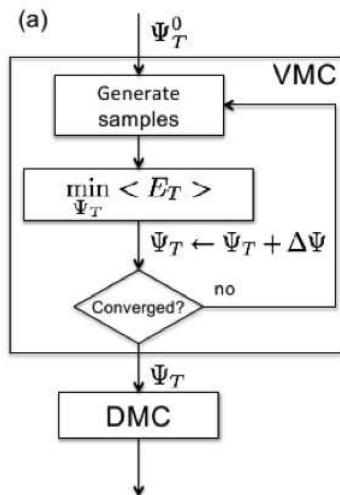 (a)
Ψ_T^0
VMC
Generate
samples
min < E_T >
Ψ_T
Ψ_T ← Ψ_T + ΔΨ
Converged?
no
Ψ_T
DMC